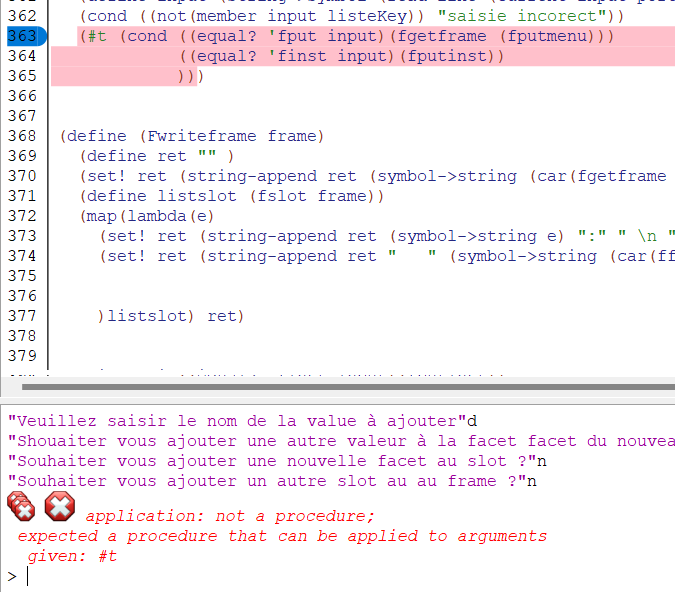 362 (cond ((not(member input listeKey)) "saisie incorect"))
363 (#t (cond ((equal? 'fput input)(fgetframe (fputmenu)))
364 ((equal? 'finst input)(fputinst))
365 )))
366
367
368 (define (Fwriteframe frame)
369 (define ret "" )
370 (set! ret (string-append ret (symbol->string (car(fgetframe
371 (define listslot (fslot frame))
372 (map(lambda(e)
373 (set! ret (string-append ret (symbol->string e) ":" " \n "
374 (set! ret (string-append ret "   " (symbol->string (car(ff
375
376
377 )listslot) ret)
378
379
"Veuillez saisir le nom de la value à ajouter"d
"Shouaiter vous ajouter une autre valeur à la facet facet du nouvea
"Souhaiter vous ajouter une nouvelle facet au slot ?"n
"Souhaiter vous ajouter un autre slot au au frame ?"n
application: not a procedure;
expected a procedure that can be applied to arguments
given: #t
>